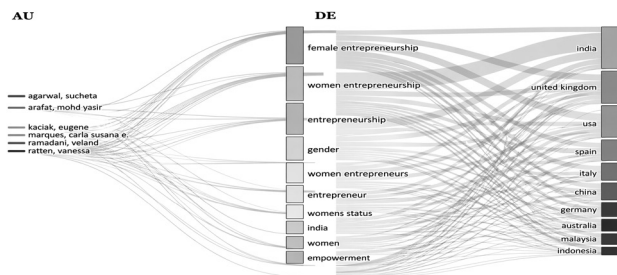 AU
DE
agarwal, sucheta
arafat, mohd yasir
kaciak, eugene
marques, carla susana e.
ramadani, veland
ratten, vanessa
female entrepreneurship
women entrepreneurship
entrepreneurship
gender
women entrepreneurs
entrepreneur
womens status
india
women
empowerment
india
united kingdom
usa
spain
italy
china
germany
australia
malaysia
indonesia